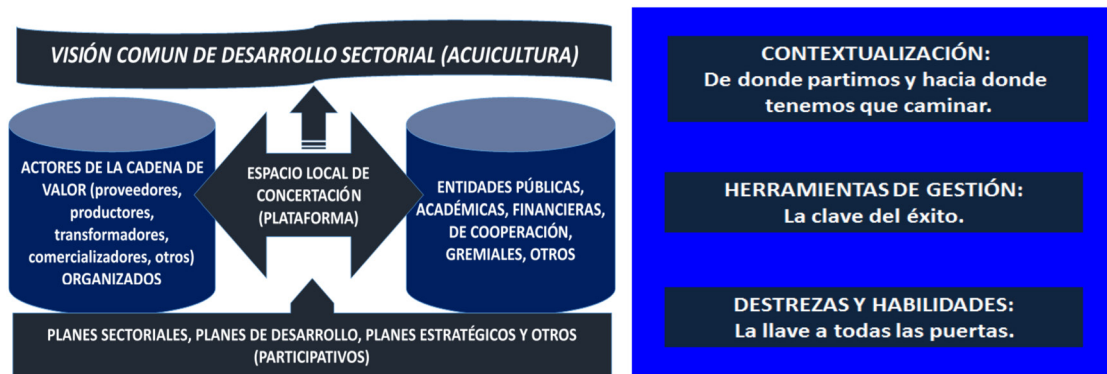 VISIÓN COMUN DE DESARROLLO SECTORIAL (ACUICULTURA)
ACTORES DE LA CADENA DE
VALOR (proveedores,
productores,
transformadores,
comercializadores, otros)
ORGANIZADOS
ESPACIO LOCAL DE
CONCERTACIÓN
(PLATAFORMA)
ENTIDADES PÚBLICAS,
ACADÉMICAS, FINANCIERAS,
DE COOPERACIÓN,
GREMIALES, OTROS
PLANES SECTORIALES, PLANES DE DESARROLLO, PLANES ESTRATÉGICOS Y OTROS
(PARTICIPATIVOS)
CONTEXTUALIZACIÓN:
De donde partimos y hacia donde
tenemos que caminar.
HERRAMIENTAS DE GESTIÓN:
La clave del éxito.
DESTREZAS Y HABILIDADES:
La llave a todas las puertas.